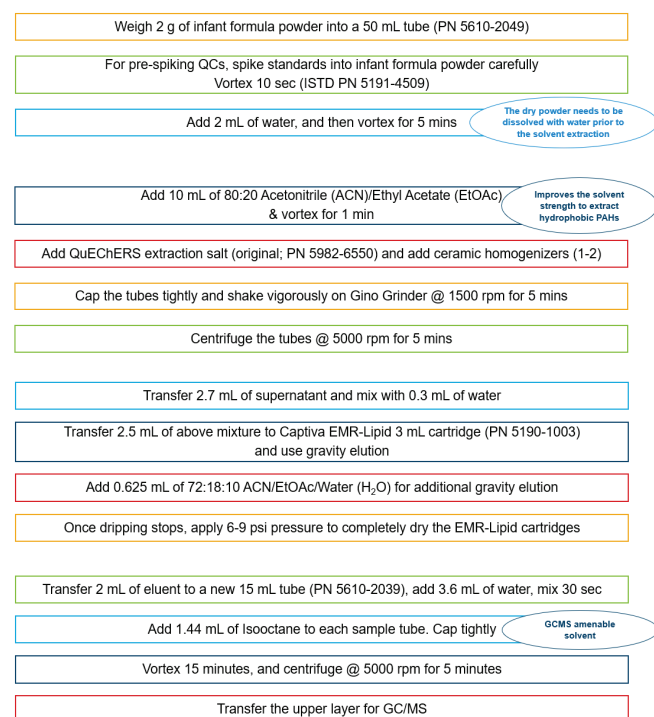 Weigh 2 g of infant formula powder into a 50 mL tube (PN 5610-2049)
For pre-spiking QCs, spike standards into infant formula powder carefully
Vortex 10 sec (ISTD PN 5191-4509)
Add 2 mL of water, and then vortex for 5 mins
The dry powder needs to be
dissolved with water prior to
the solvent extraction
Add 10 mL of 80:20 Acetonitrile (ACN)/Ethyl Acetate (EtOAc)
& vortex for 1 min
Improves the solvent
strength to extract
hydrophobic PAHs
Add QuEChERS extraction salt (original; PN 5982-6550) and add ceramic homogenizers (1-2)
Cap the tubes tightly and shake vigorously on Gino Grinder @ 1500 rpm for 5 mins
Centrifuge the tubes @ 5000 rpm for 5 mins
Transfer 2.7 mL of supernatant and mix with 0.3 mL of water
Transfer 2.5 mL of above mixture to Captiva EMR-Lipid 3 mL cartridge (PN 5190-1003)
and use gravity elution
Add 0.625 mL of 72:18:10 ACN/EtOAc/Water (H₂O) for additional gravity elution
Once dripping stops, apply 6-9 psi pressure to completely dry the EMR-Lipid cartridges
Transfer 2 mL of eluent to a new 15 mL tube (PN 5610-2039), add 3.6 mL of water, mix 30 sec
Add 1.44 mL of Isooctane to each sample tube. Cap tightly
GCMS amenable
solvent
Vortex 15 minutes, and centrifuge @ 5000 rpm for 5 minutes
Transfer the upper layer for GC/MS